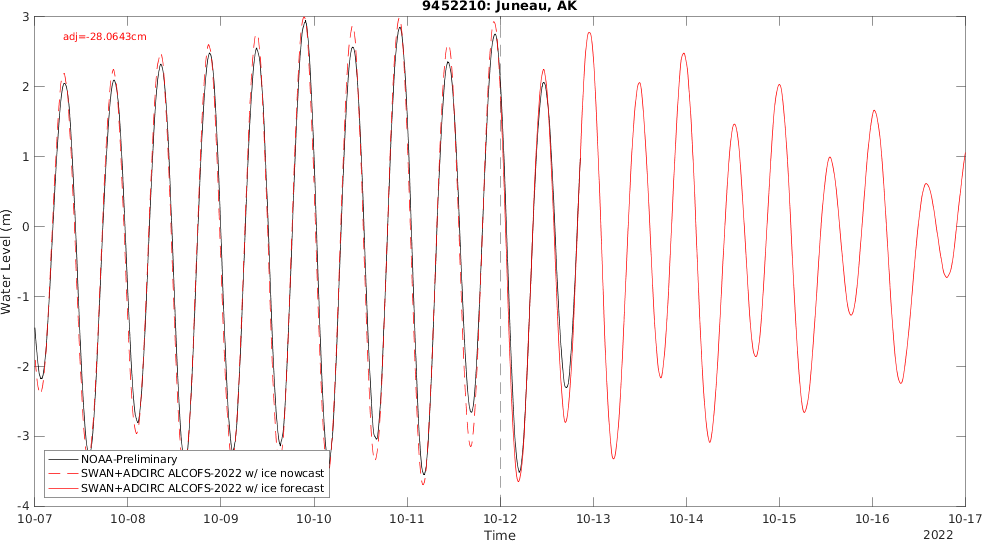 9452210: Juneau, AK
adj=-28.0643cm
3
2
1
0
-1
-2
-3
-4
Water Level (m)
NOAA-Preliminary
SWAN+ADCIRC ALCOFS-2022 w/ ice nowcast
SWAN+ADCIRC ALCOFS-2022 w/ ice forecast
10-07 10-08 10-09 10-10 10-11 10-12 10-13 10-14 10-15 10-16 10-17
Time
2022